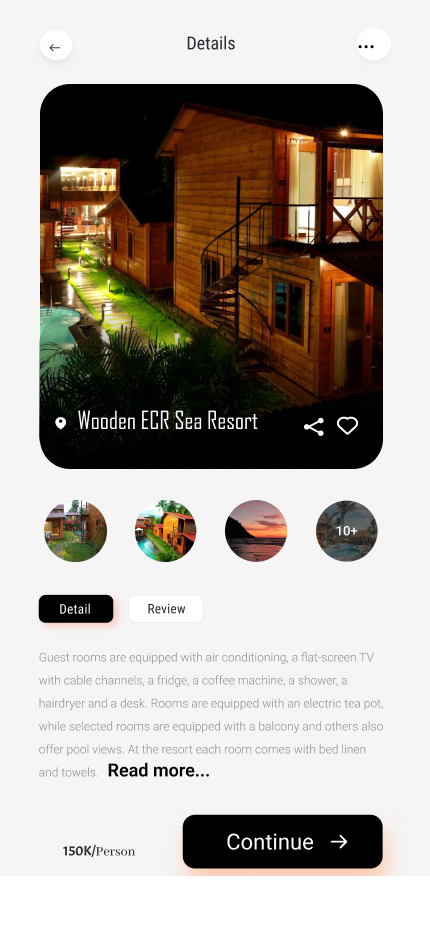 Details
Wooden ECR Sea Resort
10+
Detail Review
Guest rooms are equipped with air conditioning, a flat-screen TV
with cable channels, a fridge, a coffee machine, a shower, a
hairdryer and a desk. Rooms are equipped with an electric tea pot,
while selected rooms are equipped with a balcony and others also
offer pool views. At the resort each room comes with bed linen
and towels. Read more...
150K/Person
Continue